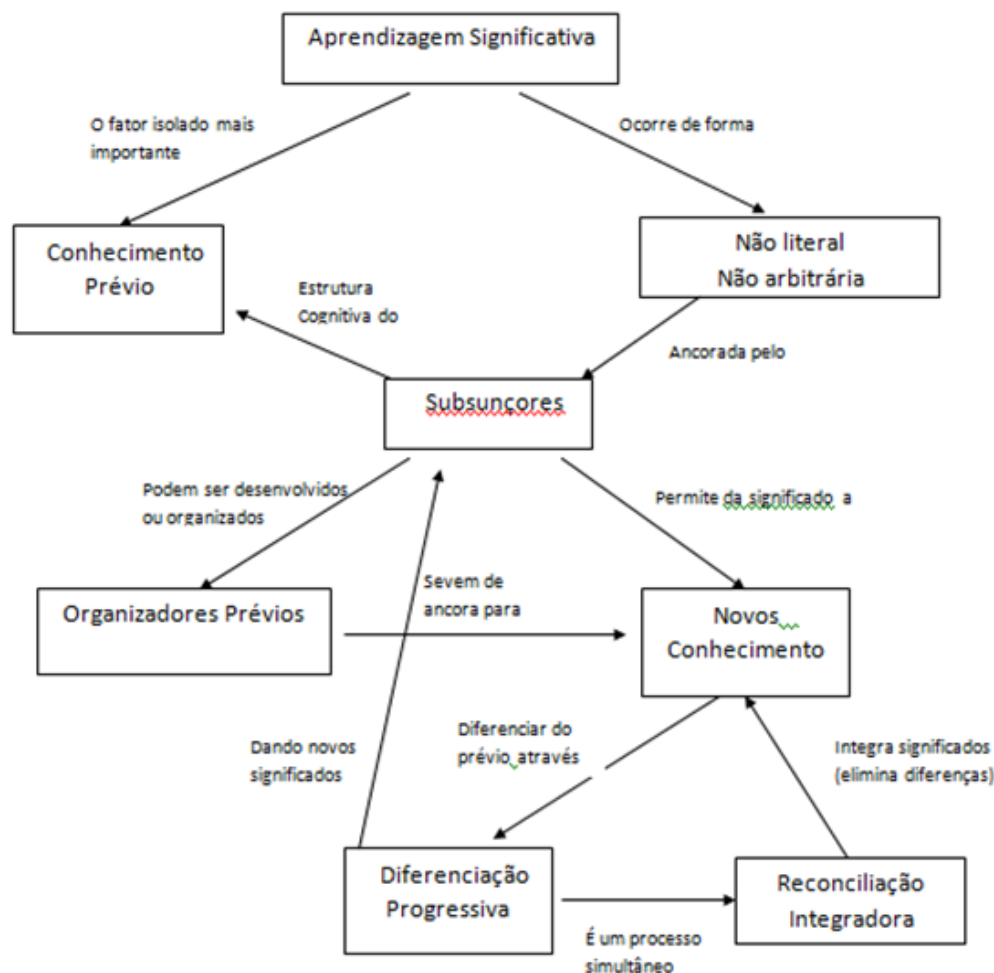 Aprendizagem Significativa
O fator isolado mais
importante
Ocorre de forma
Conhecimento
Prévio
Não literal
Não arbitrária
Estrutura
Cognitiva do
Ancorada pelo
Subsunçores
Podem ser desenvolvidos
ou organizados
Permite da significado a
Sevem de
ancora para
Organizadores Prévios
Novos
Conhecimento
Dando novos
significados
Diferenciar do
prévio através
Integra significados
(elimina diferenças)
Diferenciação
Progressiva
Reconciliação
Integradora
É um processo
simultâneo